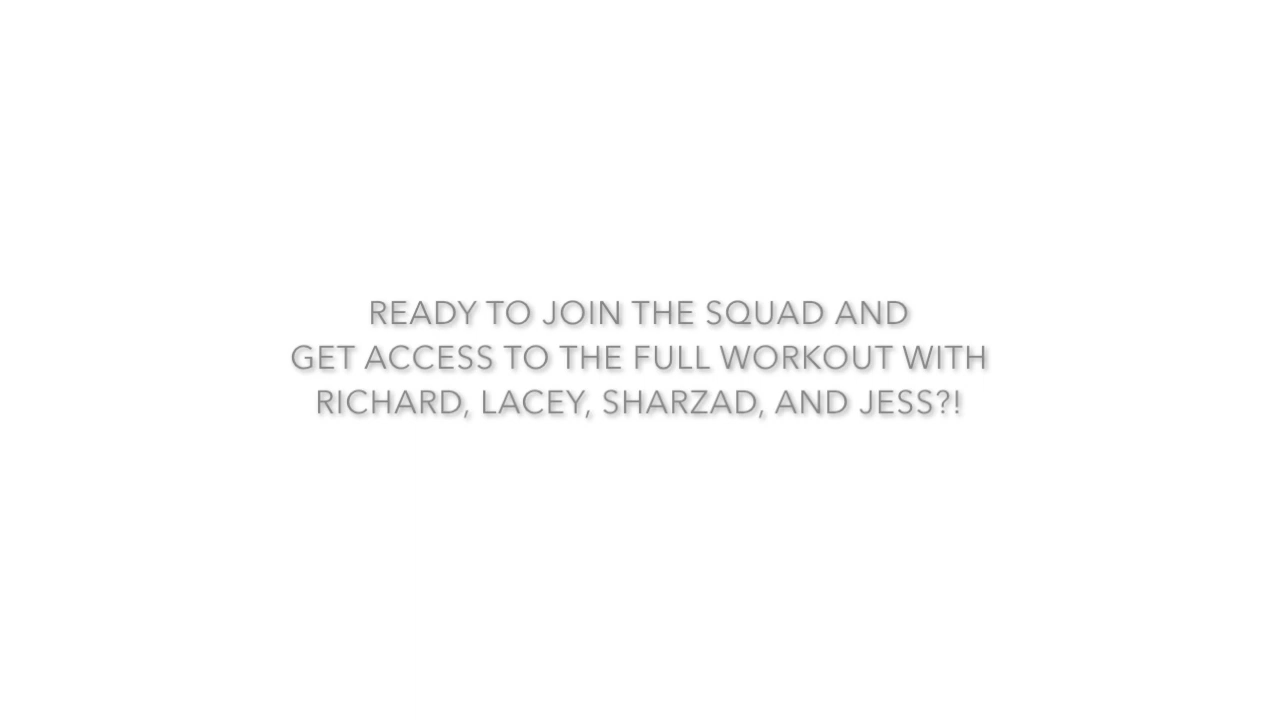 READY TO JOIN THE SQUAD AND
GET ACCESS TO THE FULL WORKOUT WITH
RICHARD, LACEY, SHARZAD, AND JESS?!